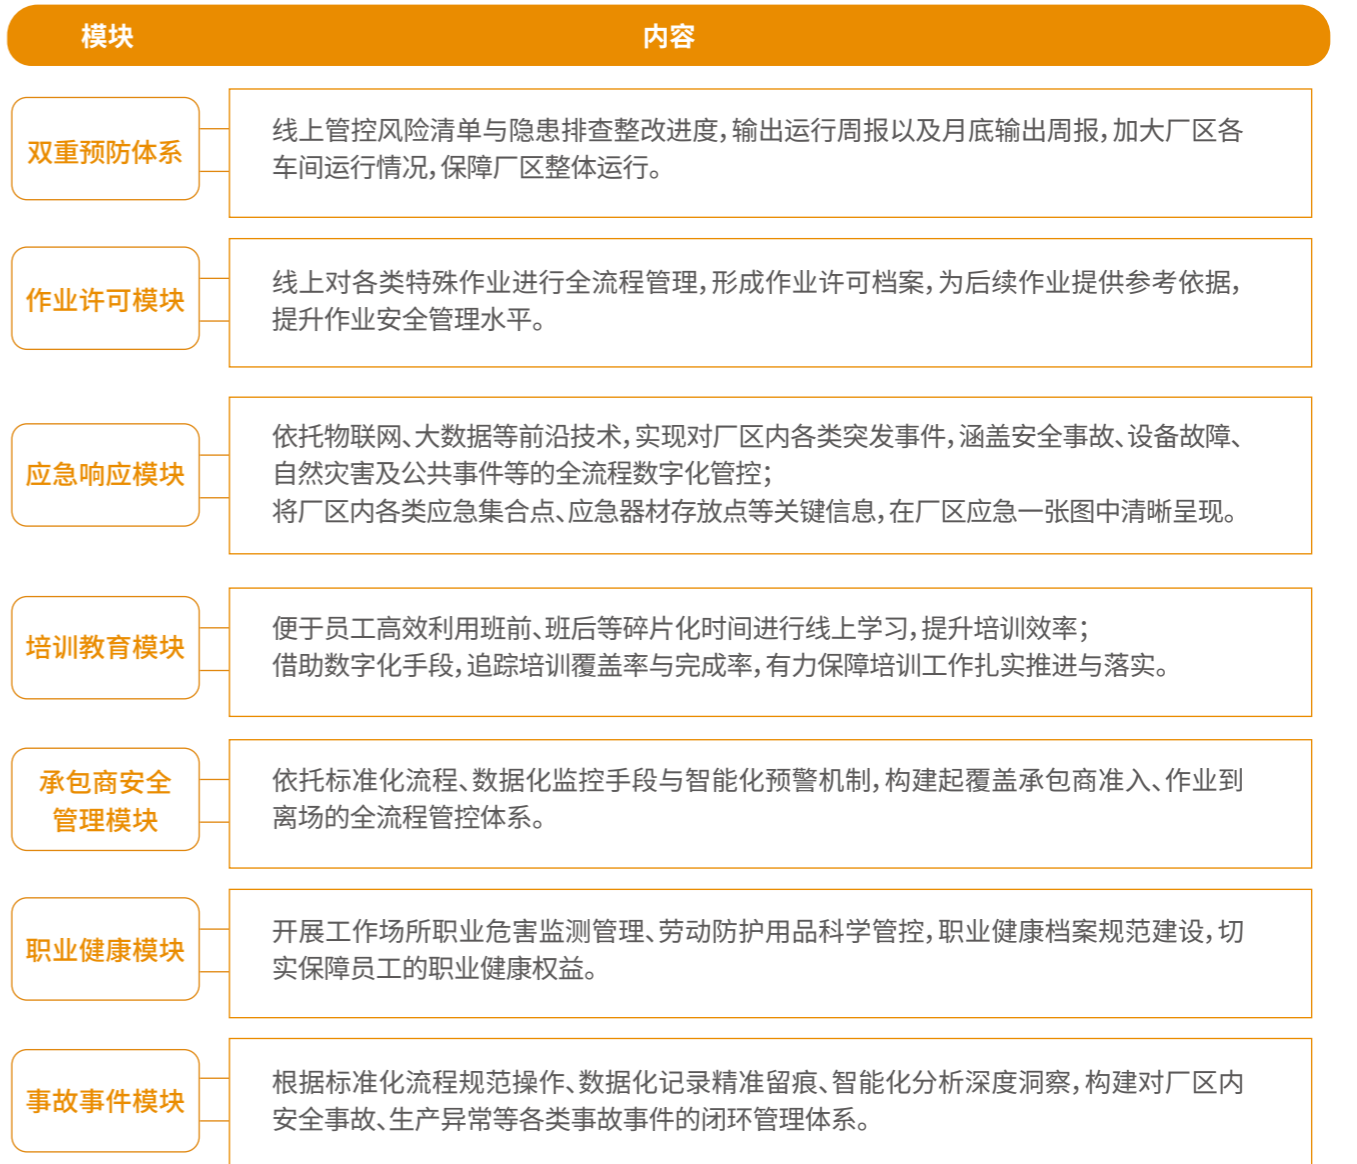 模块 内容
双重预防体系
线上管控风险清单与隐患排查整改进度，输出运行周报以及月底输出周报，加大厂区各
车间运行情况，保障厂区整体运行。
作业许可模块
线上对各类特殊作业进行全流程管理，形成作业许可档案，为后续作业提供参考依据，
提升作业安全管理水平。
应急响应模块
依托物联网、大数据等前沿技术，实现对厂区内各类突发事件，涵盖安全事故、设备故障、
自然灾害及公共事件等的全流程数字化管控；
将厂区内各类应急集合点、应急器材存放点等关键信息，在厂区应急一张图中清晰呈现。
培训教育模块
便于员工高效利用班前、班后等碎片化时间进行线上学习，提升培训效率；
借助数字化手段，追踪培训覆盖率与完成率，有力保障培训工作扎实推进与落实。
承包商安全
管理模块
依托标准化流程、数据化监控手段与智能化预警机制，构建起覆盖承包商准入、作业到
离场的全流程管控体系。
职业健康模块
开展工作场所职业危害监测管理、劳动防护用品科学管控，职业健康档案规范建设，切
实保障员工的职业健康权益。
事故事件模块
根据标准化流程规范操作、数据化记录精准留痕、智能化分析深度洞察，构建对厂区内
安全事故、生产异常等各类事故事件的闭环管理体系。